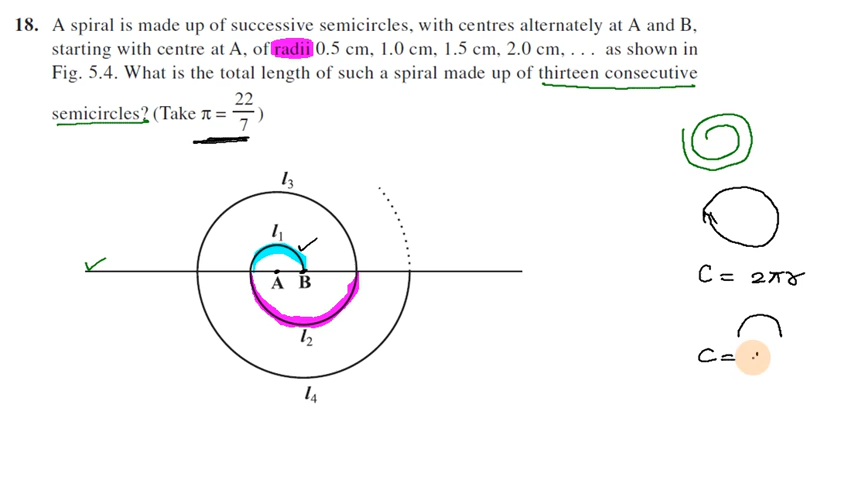 18. A spiral is made up of successive semicircles, with centres alternately at A and B,
starting with centre at A, of radii 0.5 cm, 1.0 cm, 1.5 cm, 2.0 cm, . . . as shown in
Fig. 5.4. What is the total length of such a spiral made up of thirteen consecutive
semicircles? (Take π = 22/7)
l₃
l₁
A B
l₂
l₄
C = 2πr
C =